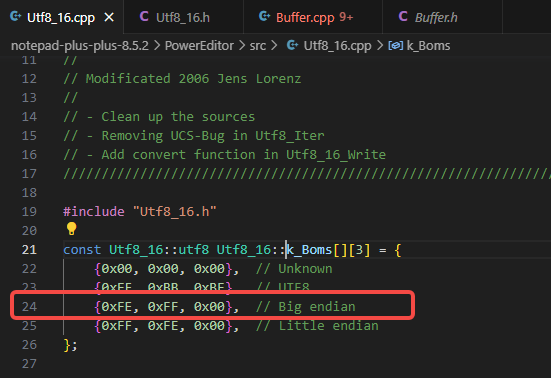 Utf8_16.cpp Utf8_16.h Buffer.cpp 9+ Buffer.h
notepad-plus-plus-8.5.2 > PowerEditor > src > Utf8_16.cpp > k_Boms
11 //
12 // Modificated 2006 Jens Lorenz
13 //
14 // - Clean up the sources
15 // - Removing UCS-Bug in Utf8_Iter
16 // - Add convert function in Utf8_16_Write
17 ////////////////////////////////////////////////////////////////
18
19 #include "Utf8_16.h"
20
21 const Utf8_16::utf8 Utf8_16::k_Boms[][3] = {
22 {0x00, 0x00, 0x00}, // Unknown
23 {0xEF, 0xBB, 0xBF}, // UTF8
24 {0xFE, 0xFF, 0x00}, // Big endian
25 {0xFF, 0xFE, 0x00}, // Little endian
26 };
27